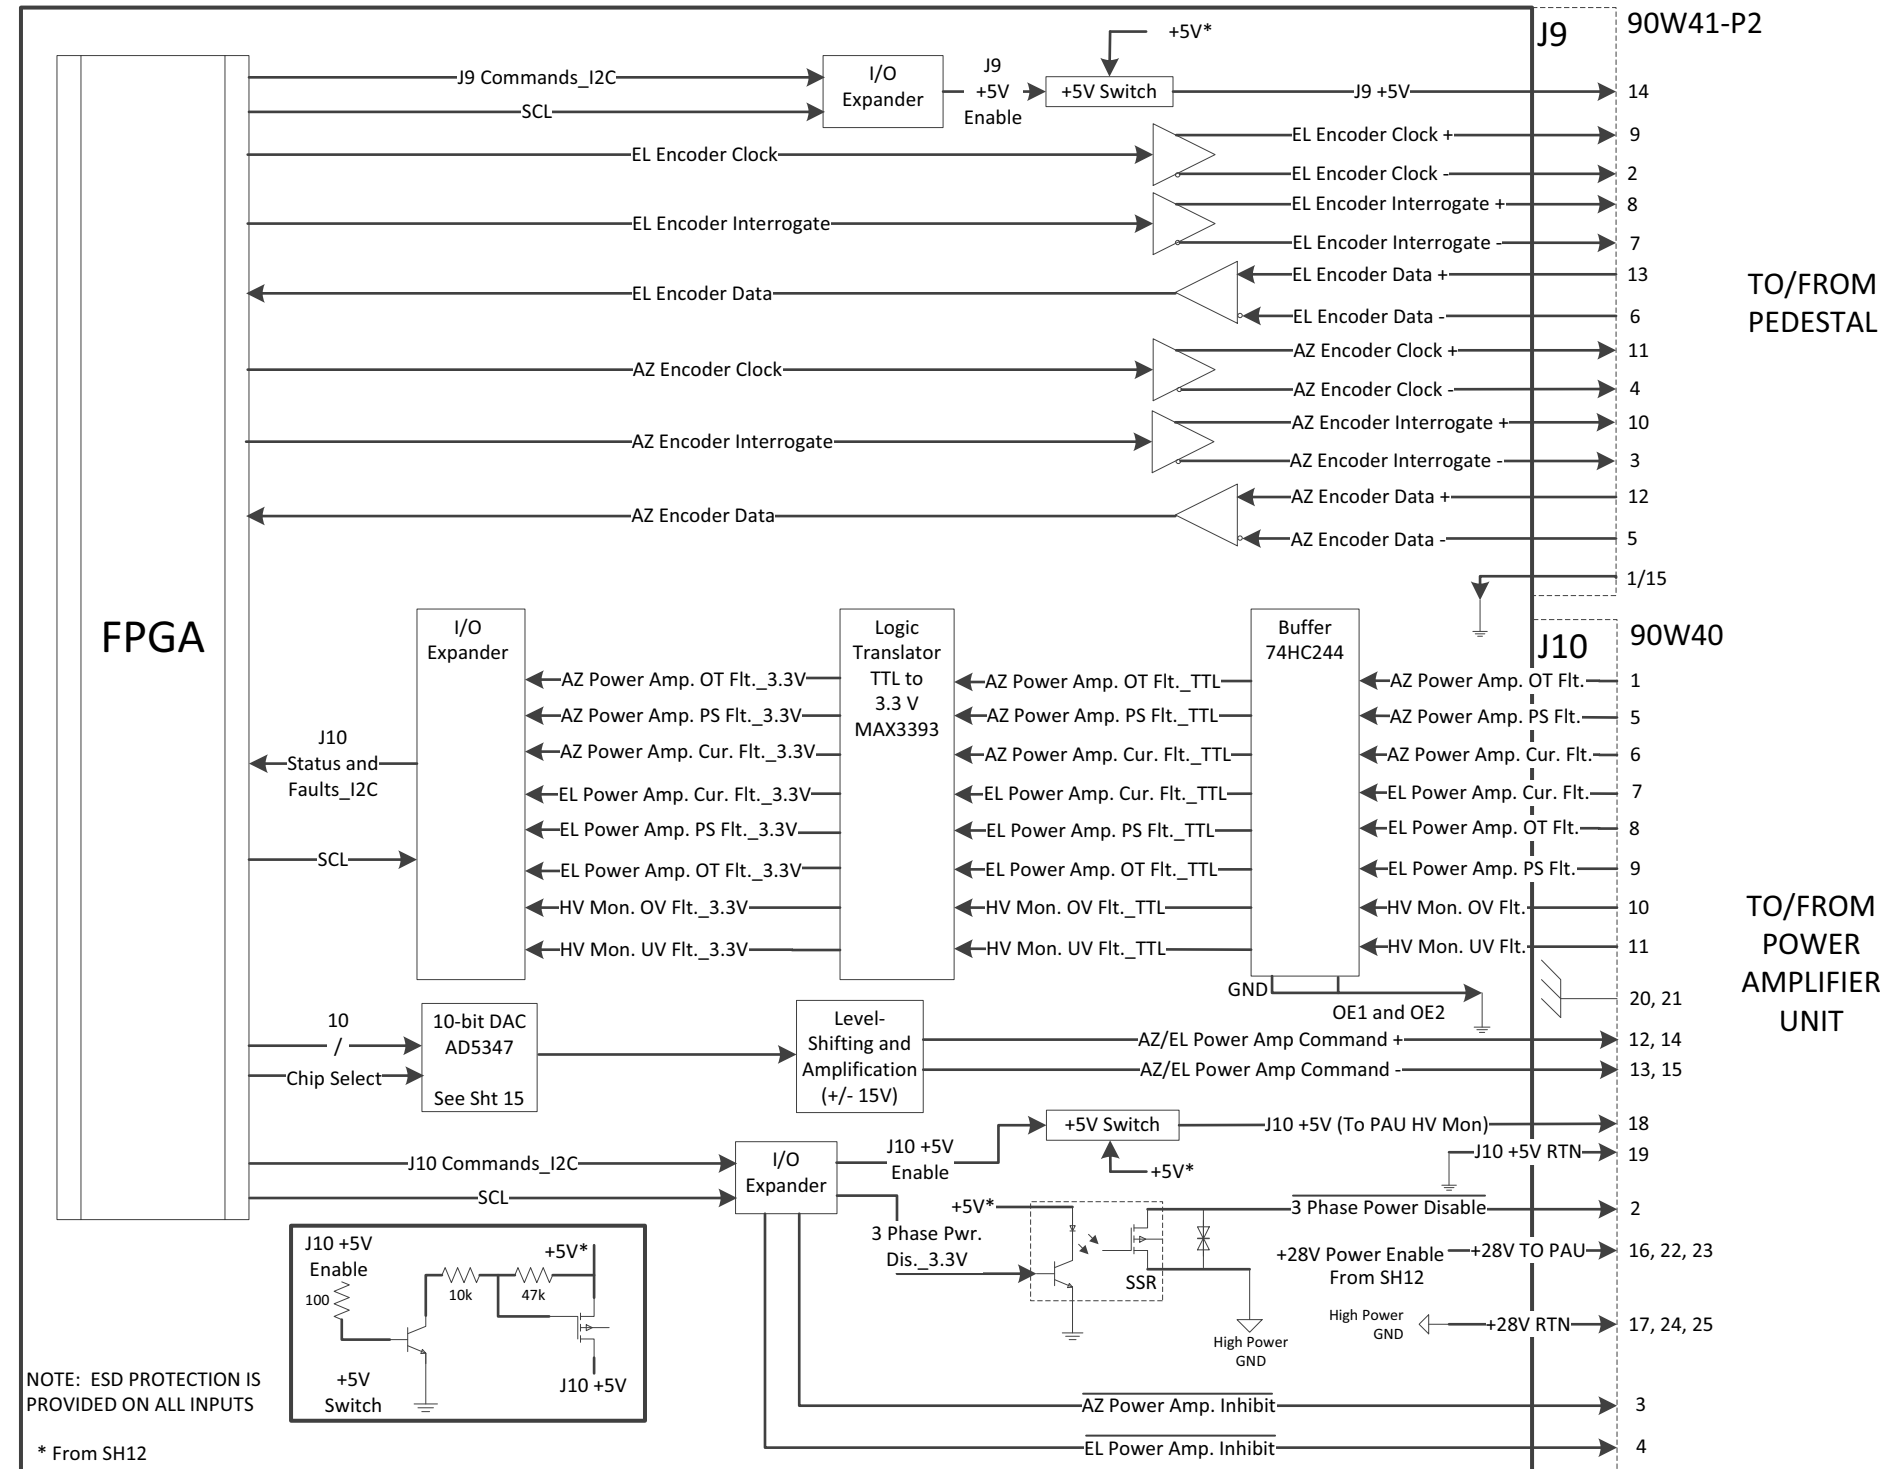 +5V*
J9
90W41-P2
J9 Commands_I2C
SCL
I/O
Expander
J9
+5V
Enable
+5V Switch
J9 +5V
14
EL Encoder Clock
EL Encoder Clock +
9
EL Encoder Clock -
2
EL Encoder Interrogate
EL Encoder Interrogate +
8
EL Encoder Interrogate -
7
EL Encoder Data
EL Encoder Data +
13
EL Encoder Data -
6
TO/FROM
PEDESTAL
AZ Encoder Clock
AZ Encoder Clock +
11
AZ Encoder Clock -
4
AZ Encoder Interrogate
AZ Encoder Interrogate +
10
AZ Encoder Interrogate -
3
AZ Encoder Data
AZ Encoder Data +
12
AZ Encoder Data -
5
1/15
FPGA
I/O
Expander
Logic
Translator
TTL to
3.3 V
MAX3393
Buffer
74HC244
J10
90W40
AZ Power Amp. OT Flt._3.3V
AZ Power Amp. OT Flt._TTL
AZ Power Amp. OT Flt.
1
AZ Power Amp. PS Flt._3.3V
AZ Power Amp. PS Flt._TTL
AZ Power Amp. PS Flt.
5
AZ Power Amp. Cur. Flt._3.3V
AZ Power Amp. Cur. Flt._TTL
AZ Power Amp. Cur. Flt.
6
J10
Status and
Faults_I2C
EL Power Amp. Cur. Flt._3.3V
EL Power Amp. Cur. Flt._TTL
EL Power Amp. Cur. Flt.
7
EL Power Amp. PS Flt._3.3V
EL Power Amp. PS Flt._TTL
EL Power Amp. OT Flt.
8
SCL
EL Power Amp. OT Flt._3.3V
EL Power Amp. OT Flt._TTL
EL Power Amp. PS Flt.
9
HV Mon. OV Flt._3.3V
HV Mon. OV Flt._TTL
HV Mon. OV Flt.
10
HV Mon. UV Flt._3.3V
HV Mon. UV Flt._TTL
HV Mon. UV Flt.
11
TO/FROM
POWER
AMPLIFIER
UNIT
GND
OE1 and OE2
20, 21
10
/
Chip Select
10-bit DAC
AD5347
See Sht 15
Level-
Shifting and
Amplification
(+/- 15V)
AZ/EL Power Amp Command +
12, 14
AZ/EL Power Amp Command -
13, 15
J10 Commands_I2C
SCL
I/O
Expander
J10 +5V
Enable
+5V Switch
+5V*
J10 +5V (To PAU HV Mon)
18
J10 +5V RTN
19
3 Phase Pwr.
Dis._3.3V
+5V*
SSR
3 Phase Power Disable
2
+28V Power Enable
From SH12
+28V TO PAU
16, 22, 23
High Power
GND
High Power
GND
+28V RTN
17, 24, 25
J10 +5V
Enable
100
10k
47k
+5V*
J10 +5V
+5V
Switch
AZ Power Amp. Inhibit
3
EL Power Amp. Inhibit
4
NOTE: ESD PROTECTION IS
PROVIDED ON ALL INPUTS
* From SH12